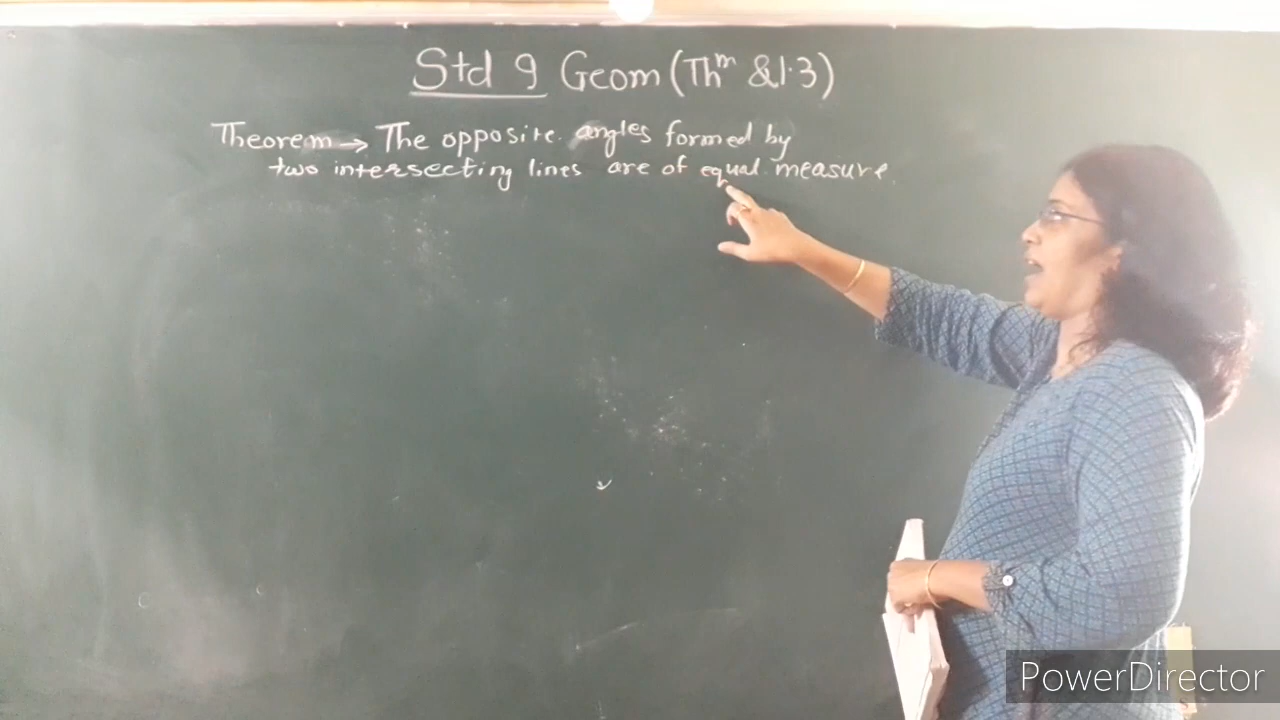 Std 9 Geom (Thm & 1.3)
Theorem → The opposite angles formed by
two intersecting lines are of equal measure.
PowerDirector